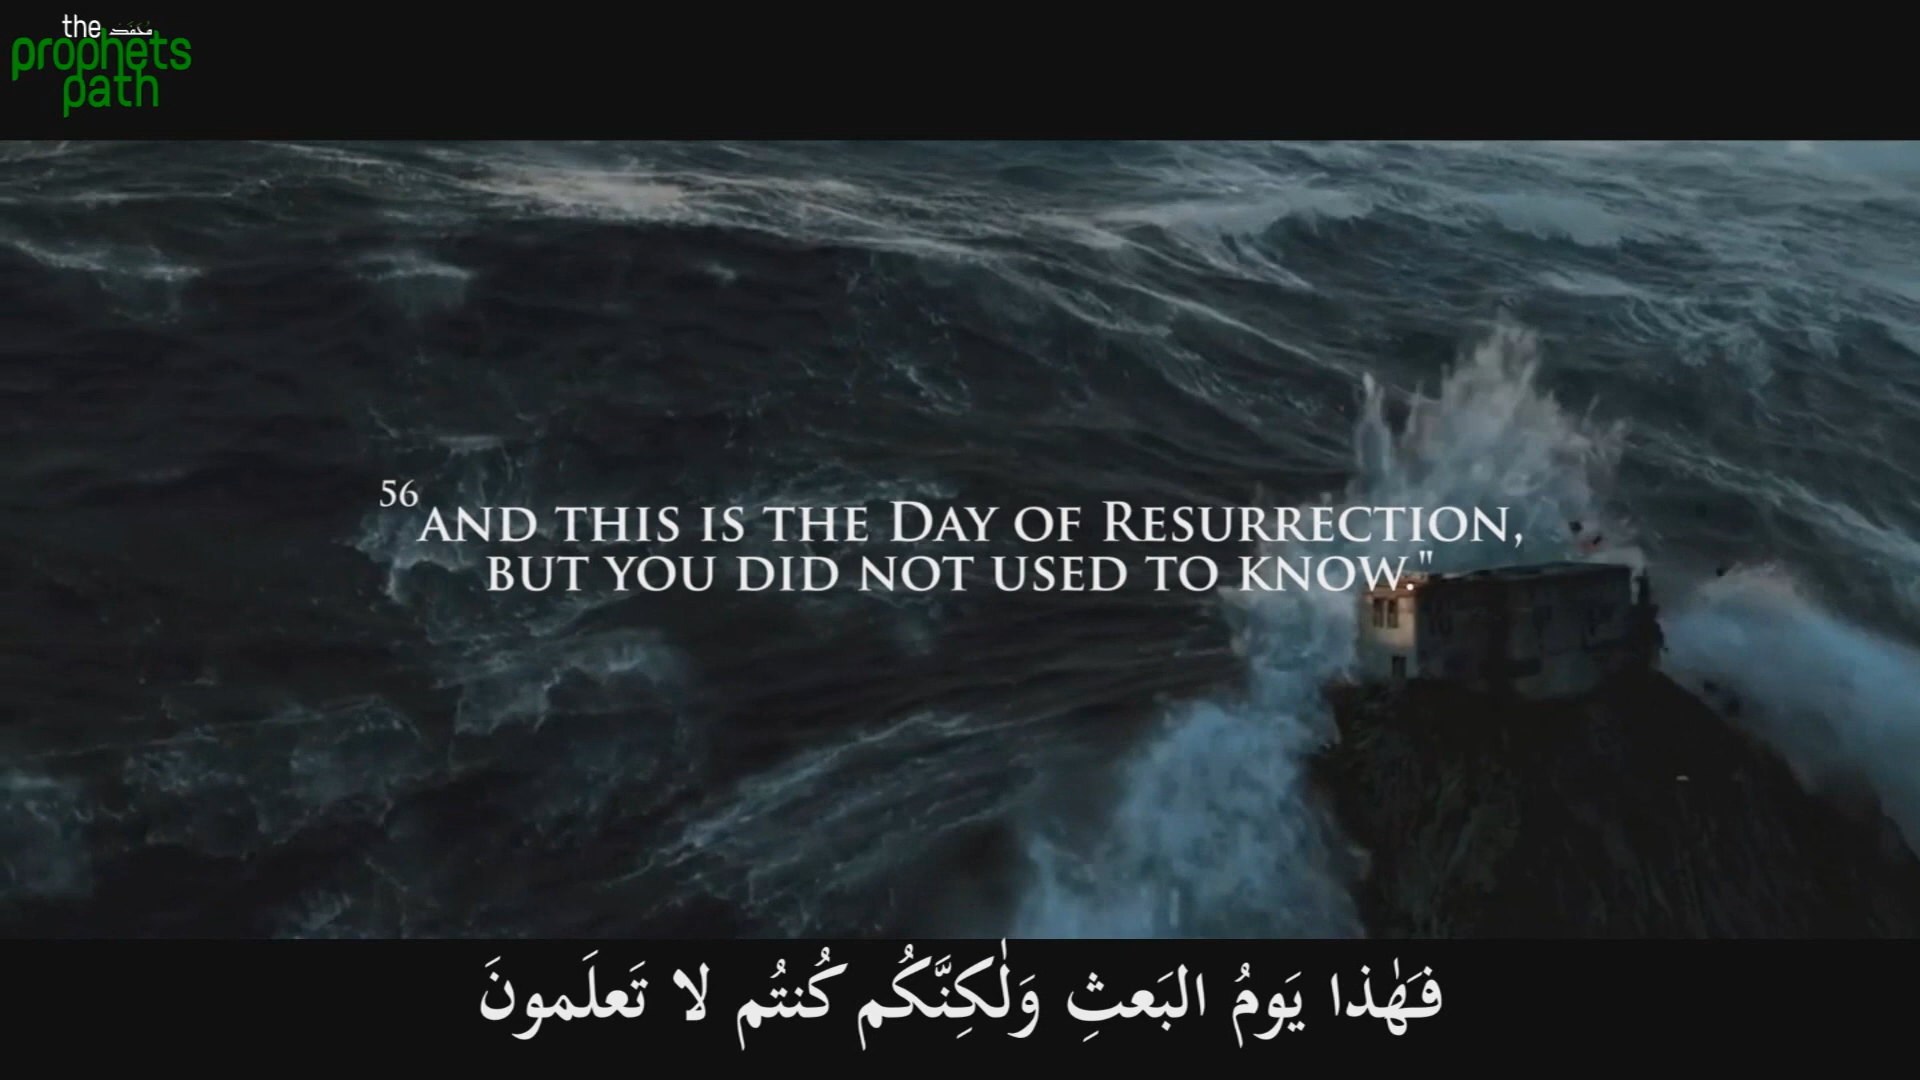 the
prophets
path
56 AND THIS IS THE DAY OF RESURRECTION,
BUT YOU DID NOT USED TO KNOW."
فَهٰذا يَومُ البَعثِ وَلٰكِنَّكُم كُنتُم لا تَعلَمونَ